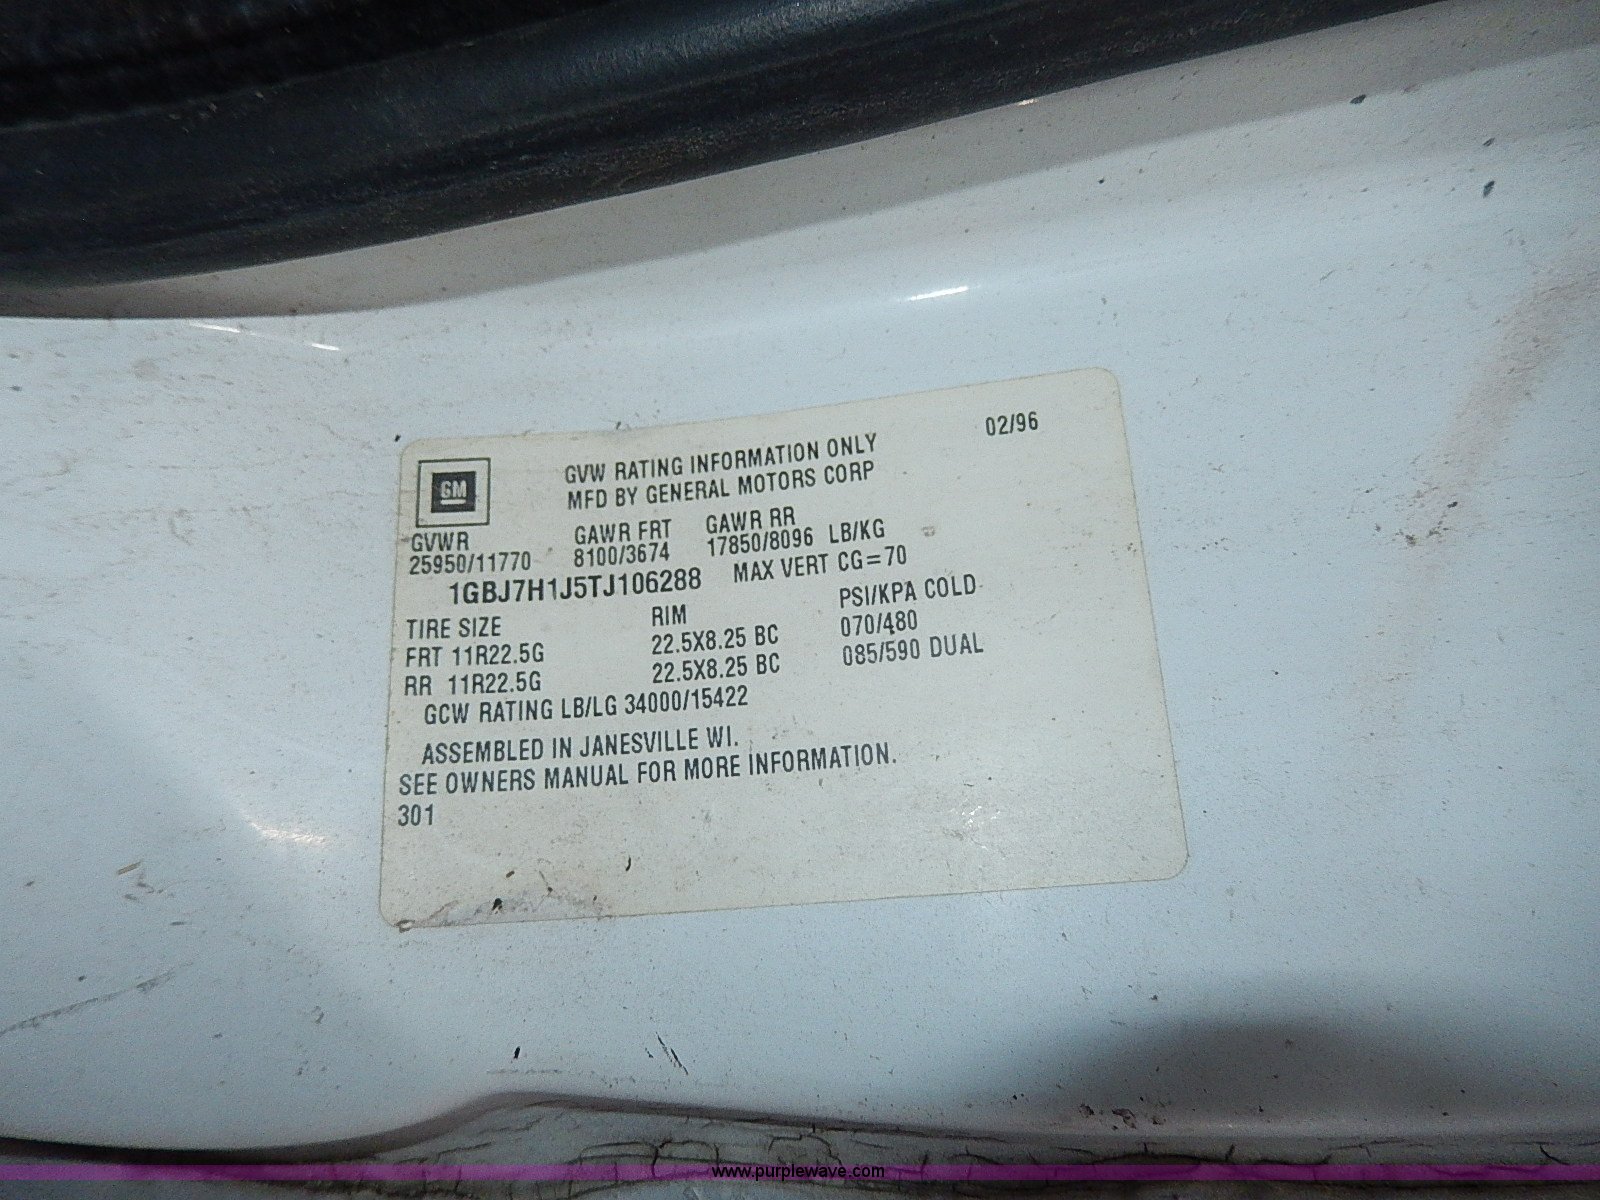 02/96
GM
GVW RATING INFORMATION ONLY
MFD BY GENERAL MOTORS CORP
GVWR GAWR FRT GAWR RR
25950/11770 8100/3674 17850/8096 LB/KG
1GBJ7H1J5TJ106288 MAX VERT CG=70
TIRE SIZE RIM PSI/KPA COLD
FRT 11R22.5G 22.5X8.25 BC 070/480
RR 11R22.5G 22.5X8.25 BC 085/590 DUAL
GCW RATING LB/LG 34000/15422
ASSEMBLED IN JANESVILLE WI.
SEE OWNERS MANUAL FOR MORE INFORMATION.
301
www.purplewave.com